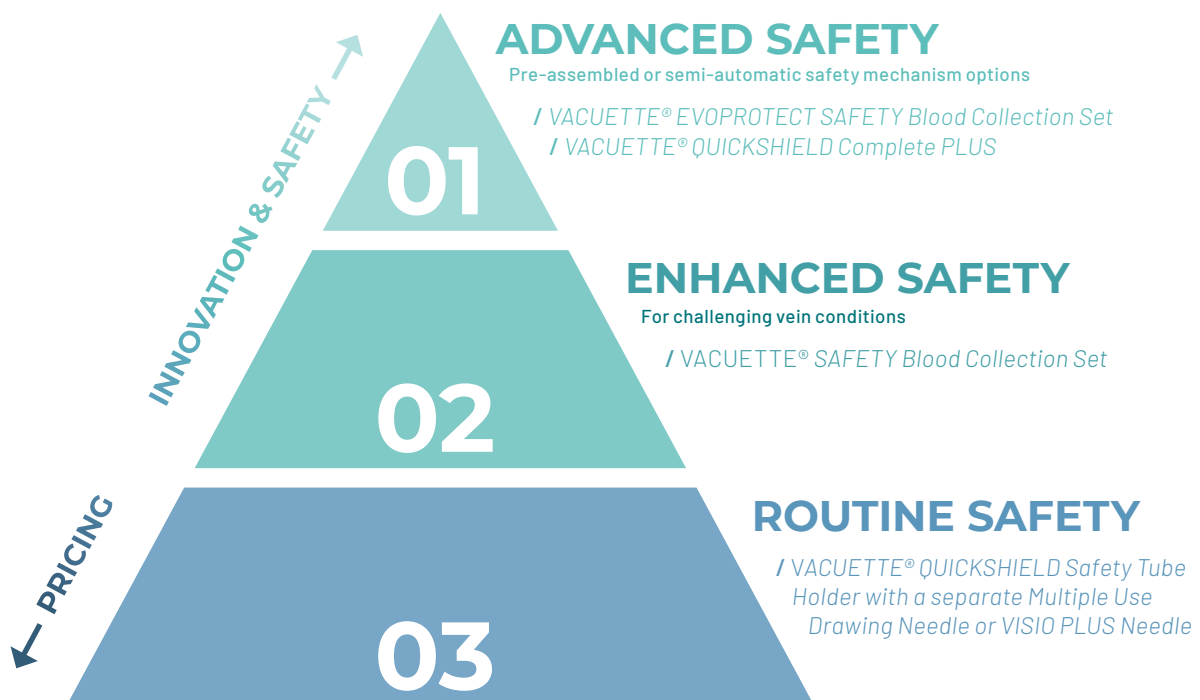 ADVANCED SAFETY
Pre-assembled or semi-automatic safety mechanism options
/ VACUETTE® EVOPROTECT SAFETY Blood Collection Set
/ VACUETTE® QUICKSHIELD Complete PLUS
01
INNOVATION & SAFETY
ENHANCED SAFETY
For challenging vein conditions
/ VACUETTE® SAFETY Blood Collection Set
02
PRICING
ROUTINE SAFETY
/ VACUETTE® QUICKSHIELD Safety Tube
Holder with a separate Multiple Use
Drawing Needle or VISIO PLUS Needle
03